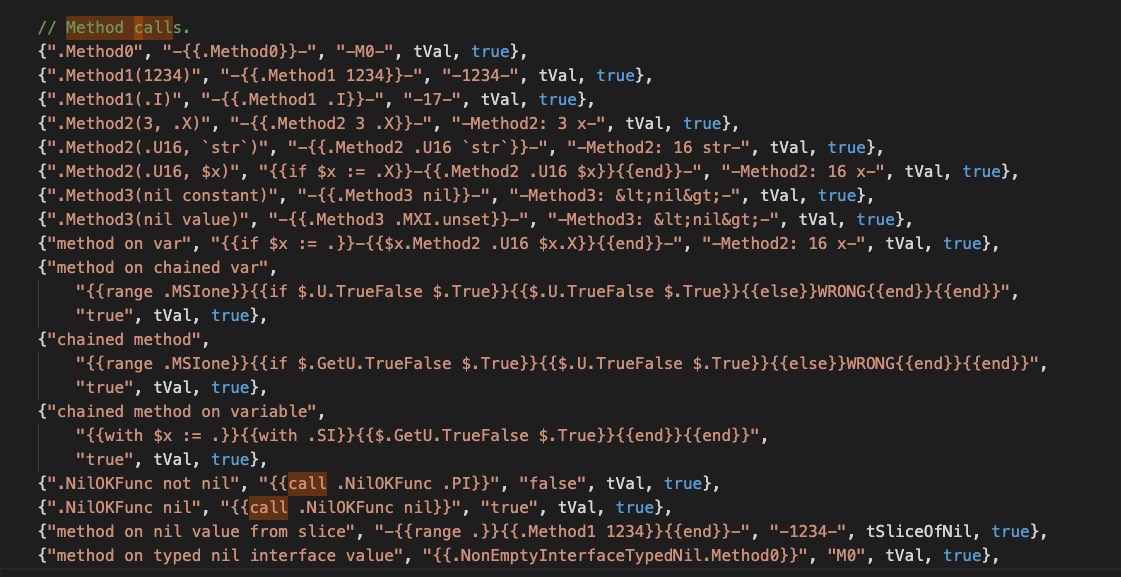 // Method calls.
{".Method0", "-{{.Method0}}-", "-M0-", tVal, true},
{".Method1(1234)", "-{{.Method1 1234}}-", "-1234-", tVal, true},
{".Method1(.I)", "-{{.Method1 .I}}-", "-17-", tVal, true},
{".Method2(3, .X)", "-{{.Method2 3 .X}}-", "-Method2: 3 x-", tVal, true},
{".Method2(.U16, `str`)", "-{{.Method2 .U16 `str`}}-", "-Method2: 16 str-", tVal, true},
{".Method2(.U16, $x)", "{{if $x := .X}}-{{.Method2 .U16 $x}}{{end}}-", "-Method2: 16 x-", tVal, true},
{".Method3(nil constant)", "-{{.Method3 nil}}-", "-Method3: &lt;nil&gt;-", tVal, true},
{".Method3(nil value)", "-{{.Method3 .MXI.unset}}-", "-Method3: &lt;nil&gt;-", tVal, true},
{"method on var", "{{if $x := .}}-{{$x.Method2 .U16 $x.X}}{{end}}-", "-Method2: 16 x-", tVal, true},
{"method on chained var",
"{{range .MSIone}}{{if $.U.TrueFalse $.True}}{{$.U.TrueFalse $.True}}{{else}}WRONG{{end}}{{end}}",
"true", tVal, true},
{"chained method",
"{{range .MSIone}}{{if $.GetU.TrueFalse $.True}}{{$.U.TrueFalse $.True}}{{else}}WRONG{{end}}{{end}}",
"true", tVal, true},
{"chained method on variable",
"{{with $x := .}}{{with .SI}}{{$.GetU.TrueFalse $.True}}{{end}}{{end}}",
"true", tVal, true},
{".NilOKFunc not nil", "{{call .NilOKFunc .PI}}", "false", tVal, true},
{".NilOKFunc nil", "{{call .NilOKFunc nil}}", "true", tVal, true},
{"method on nil value from slice", "-{{range .}}{{.Method1 1234}}{{end}}-", "-1234-", tSliceOfNil, true},
{"method on typed nil interface value", "{{.NonEmptyInterfaceTypedNil.Method0}}", "M0", tVal, true},